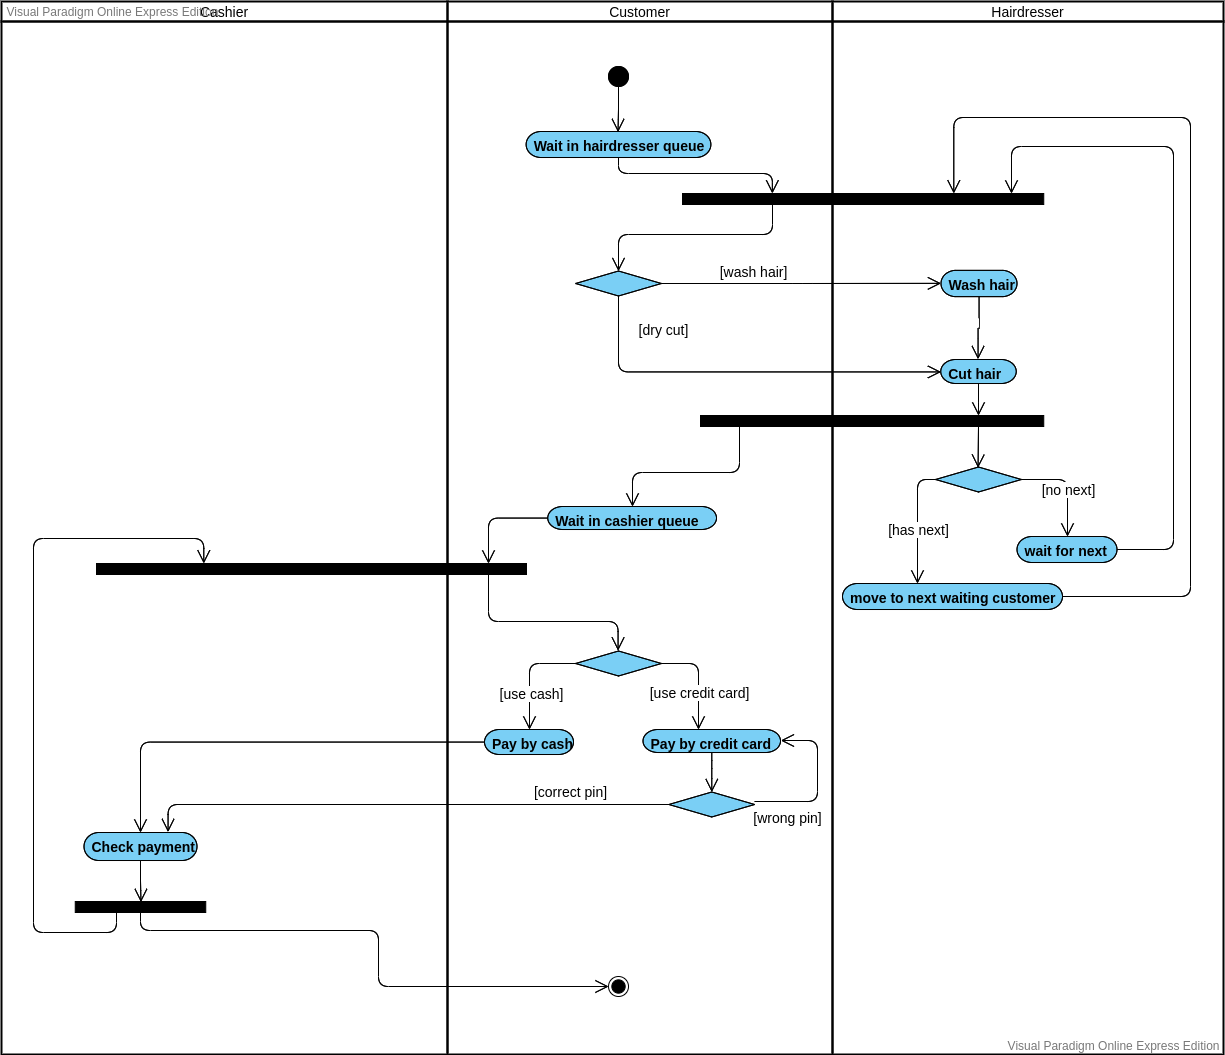 Visual Paradigm Online Express Edition
Cashier
Customer
Hairdresser
Wait in hairdresser queue
[wash hair]
Wash hair
[dry cut]
Cut hair
[no next]
[has next]
Wait in cashier queue
wait for next
move to next waiting customer
[use cash]
[use credit card]
Pay by cash
Pay by credit card
[correct pin]
[wrong pin]
Check payment
Visual Paradigm Online Express Edition